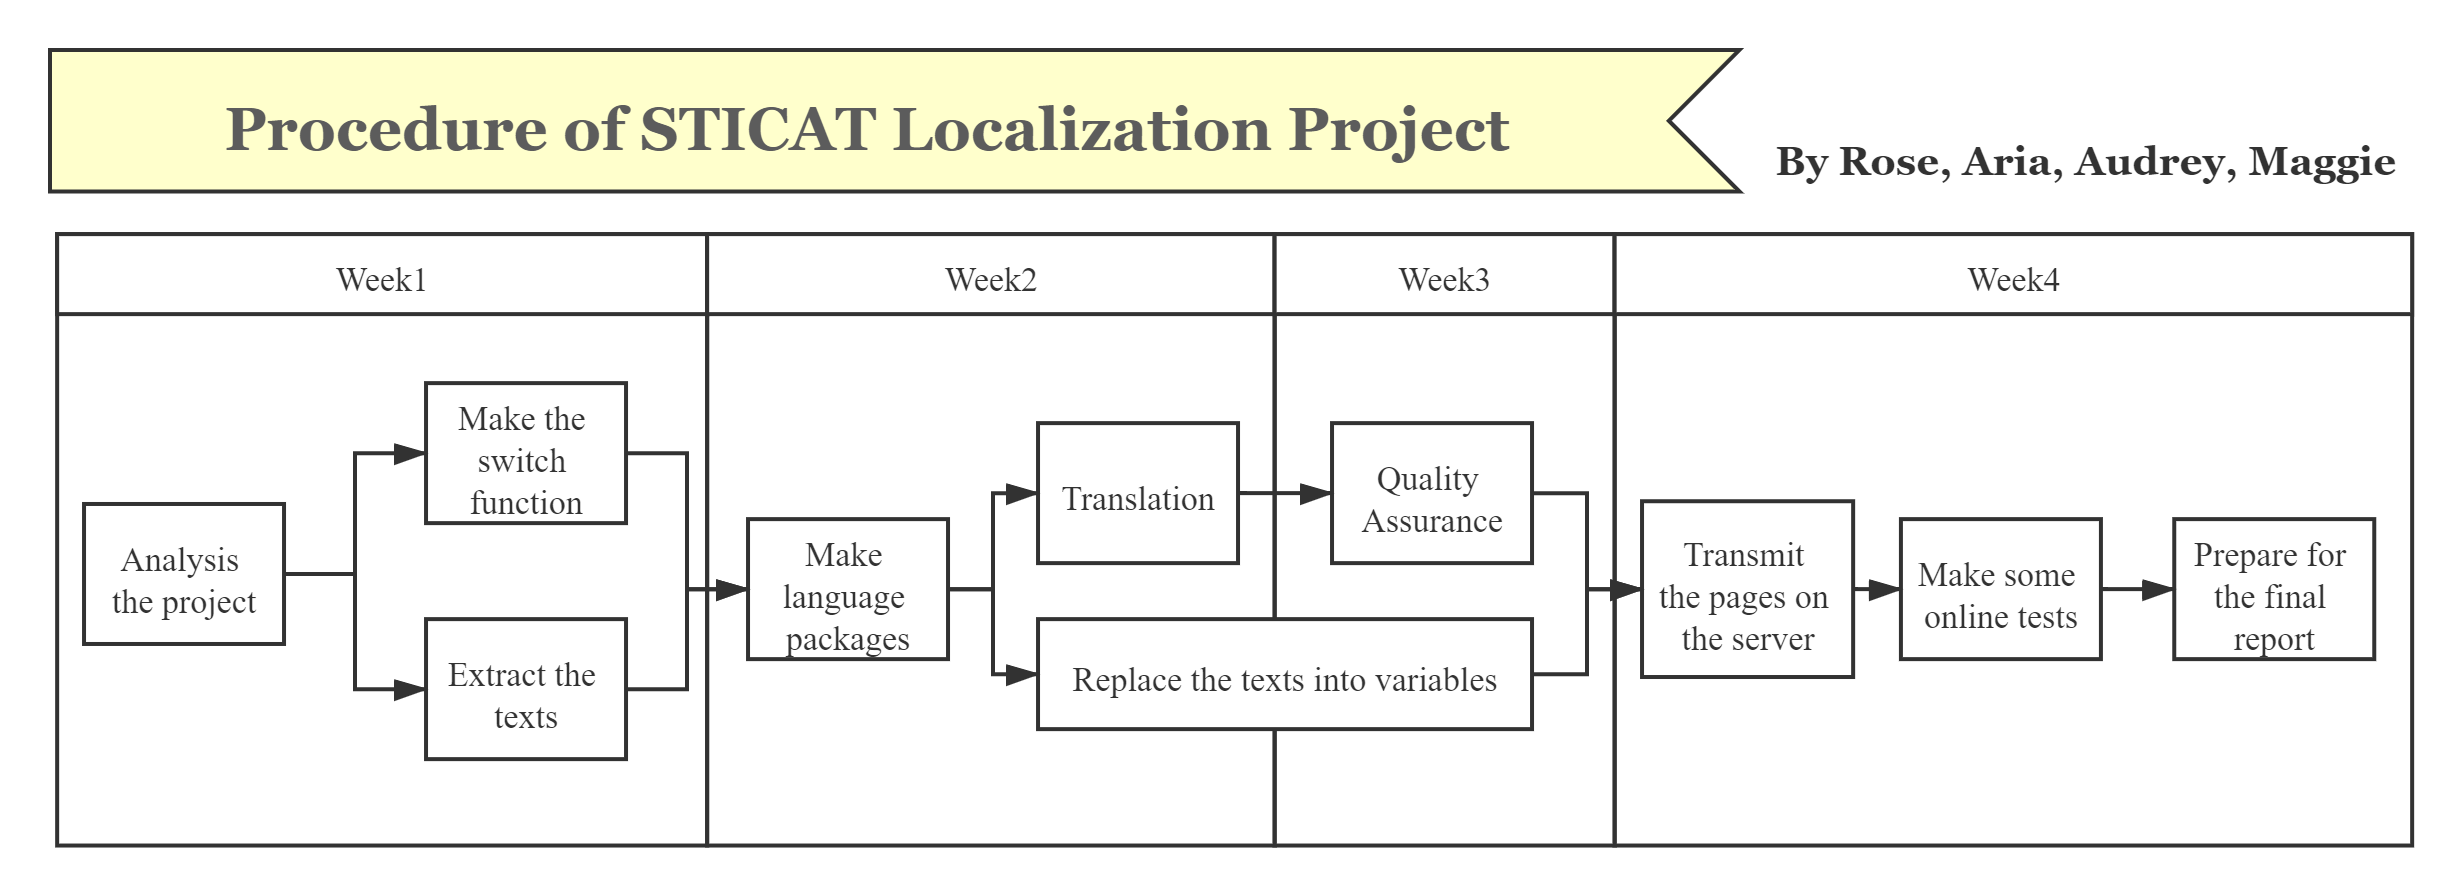 Procedure of STICAT Localization Project
By Rose, Aria, Audrey, Maggie
Week1
Week2
Week3
Week4
Analysis
the project
Make the
switch
function
Extract the
texts
Make
language
packages
Translation
Replace the texts into variables
Quality
Assurance
Transmit
the pages on
the server
Make some
online tests
Prepare for
the final
report